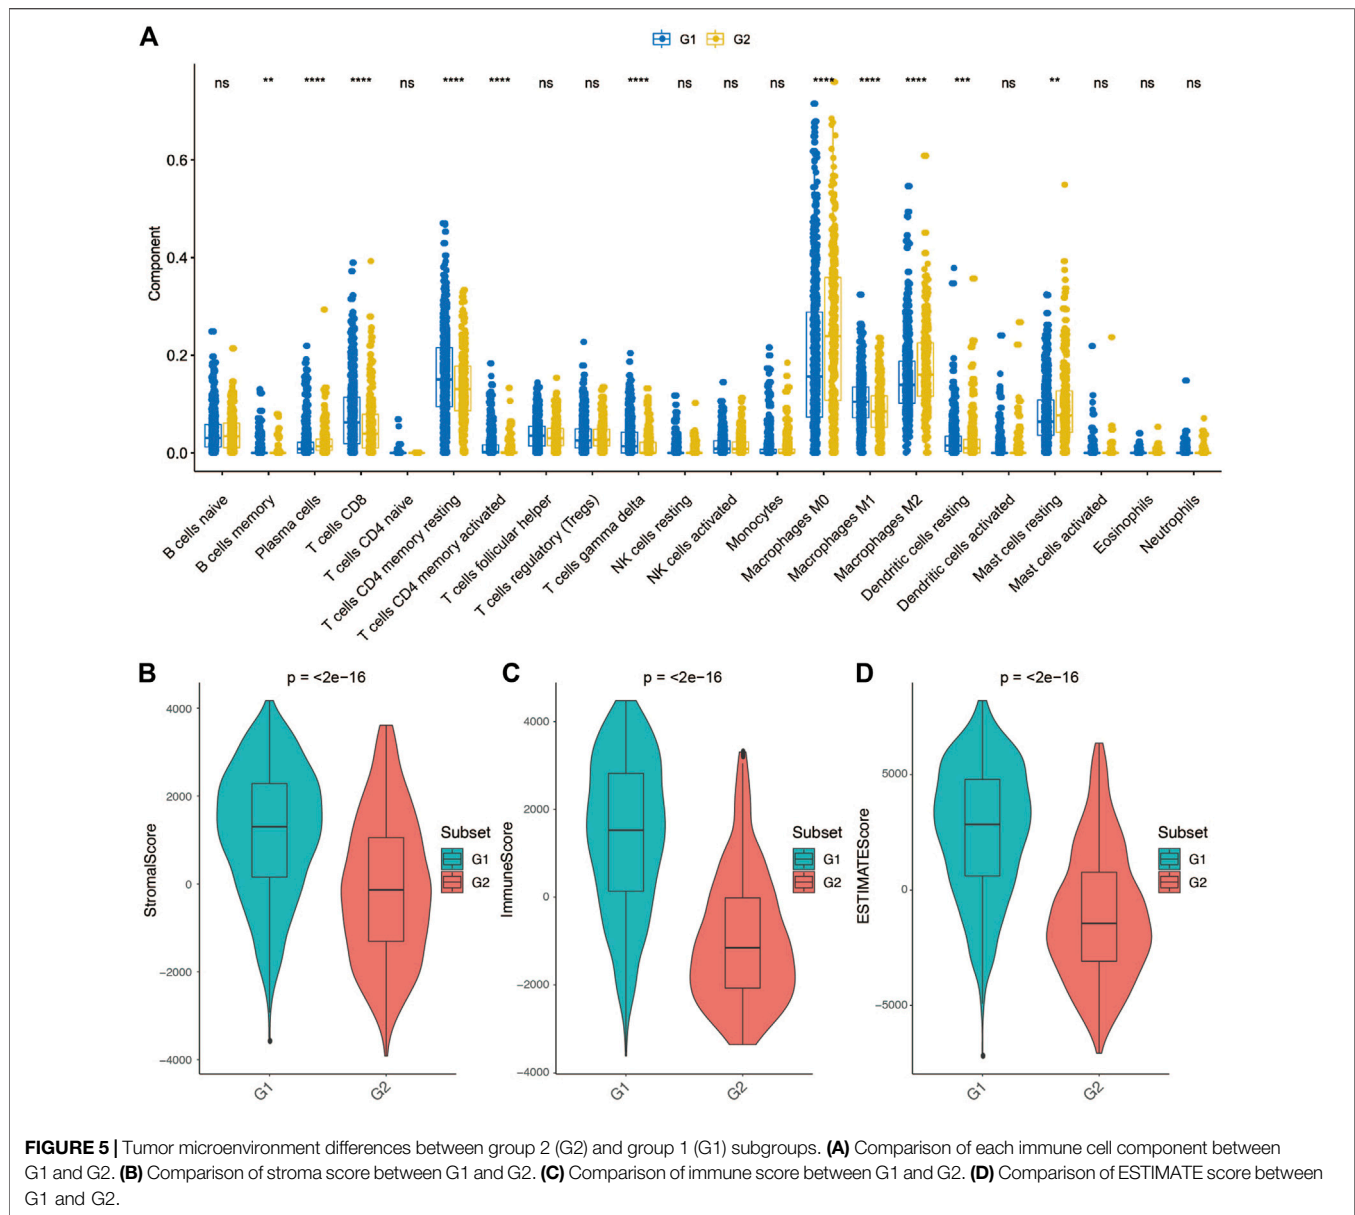 A
G1 G2
ns ** **** **** ns **** **** ns ns **** ns ns ns **** **** **** *** ns ** ns ns ns
Component
0.6
0.4
0.2
0.0
B cells naive
B cells memory
Plasma cells
T cells CD8
T cells CD4 naive
T cells CD4 memory resting
T cells CD4 memory activated
T cells follicular helper
T cells regulatory (Tregs)
T cells gamma delta
NK cells resting
NK cells activated
Monocytes
Macrophages M0
Macrophages M1
Macrophages M2
Dendritic cells resting
Dendritic cells activated
Mast cells resting
Mast cells activated
Eosinophils
Neutrophils
B
p = <2e−16
StromalScore
4000
2000
0
−2000
−4000
G1
G2
Subset
G1
G2
C
p = <2e−16
ImmuneScore
4000
2000
0
−2000
−4000
G1
G2
Subset
G1
G2
D
p = <2e−16
ESTIMATEScore
5000
0
−5000
G1
G2
Subset
G1
G2
FIGURE 5 | Tumor microenvironment differences between group 2 (G2) and group 1 (G1) subgroups. (A) Comparison of each immune cell component between
G1 and G2. (B) Comparison of stroma score between G1 and G2. (C) Comparison of immune score between G1 and G2. (D) Comparison of ESTIMATE score between
G1 and G2.